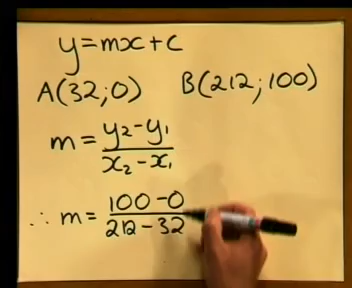 y=mx+c
A(32;0) B(212;100)
m = y₂-y₁ / x₂-x₁
∴ m = 100-0 / 212-32